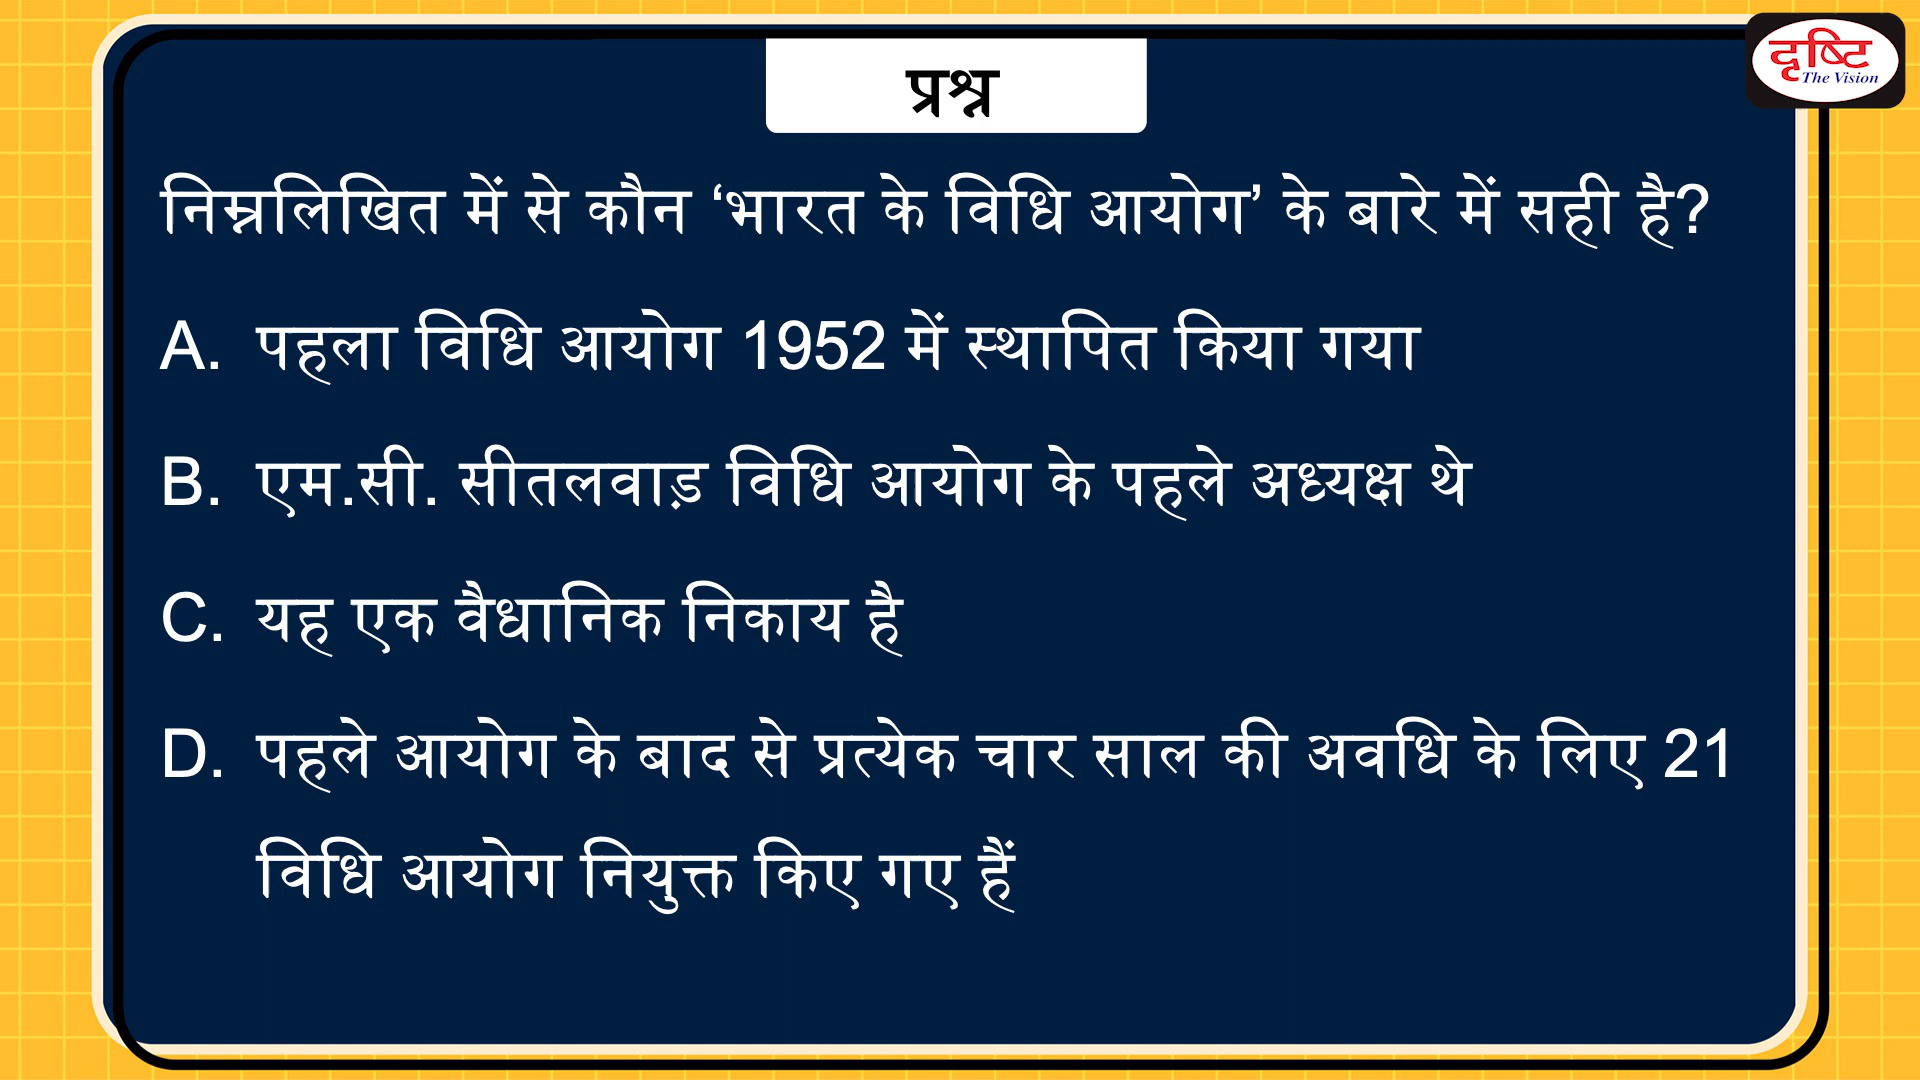 प्रश्न
दृष्टि
The Vision
निम्नलिखित में से कौन ‘भारत के विधि आयोग’ के बारे में सही है?
A. पहला विधि आयोग 1952 में स्थापित किया गया
B. एम.सी. सीतलवाड़ विधि आयोग के पहले अध्यक्ष थे
C. यह एक वैधानिक निकाय है
D. पहले आयोग के बाद से प्रत्येक चार साल की अवधि के लिए 21
विधि आयोग नियुक्त किए गए हैं